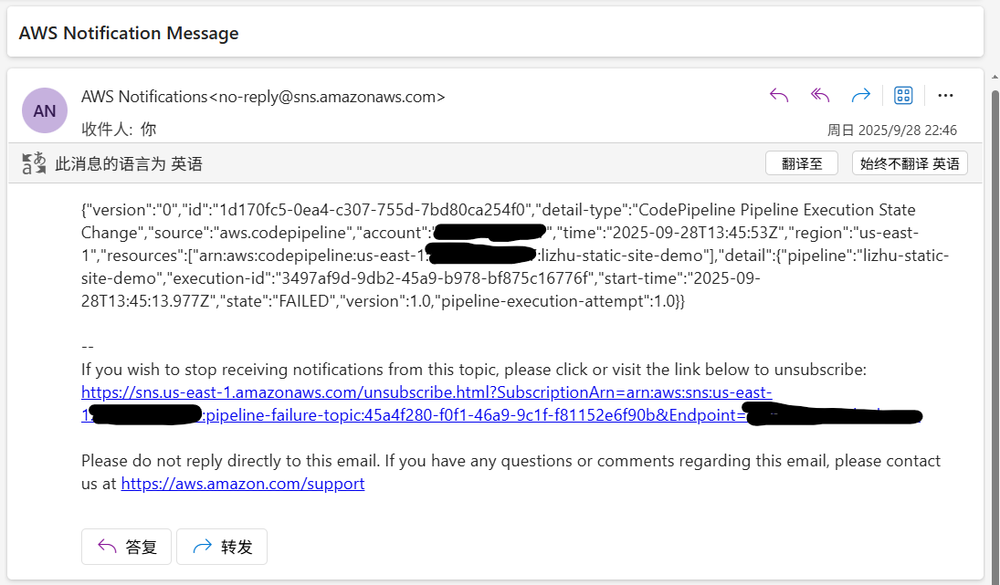 AWS Notification Message
AN
AWS Notifications<no-reply@sns.amazonaws.com>
收件人: 你
周日 2025/9/28 22:46
此消息的语言为 英语
翻译至
始终不翻译 英语
{"version":"0","id":"1d170fc5-0ea4-c307-755d-7bd80ca254f0","detail-type":"CodePipeline Pipeline Execution State
Change","source":"aws.codepipeline","account":" ","time":"2025-09-28T13:45:53Z","region":"us-east-
1","resources":["arn:aws:codepipeline:us-east-1: :lizhu-static-site-demo"],"detail":{"pipeline":"lizhu-static-
site-demo","execution-id":"3497af9d-9db2-45a9-b978-bf875c16776f","start-time":"2025-09-
28T13:45:13.977Z","state":"FAILED","version":1.0,"pipeline-execution-attempt":1.0}}
--
If you wish to stop receiving notifications from this topic, please click or visit the link below to unsubscribe:
https://sns.us-east-1.amazonaws.com/unsubscribe.html?SubscriptionArn=arn:aws:sns:us-east-
1: :pipeline-failure-topic:45a4f280-f0f1-46a9-9c1f-f81152e6f90b&Endpoint=
Please do not reply directly to this email. If you have any questions or comments regarding this email, please contact
us at https://aws.amazon.com/support
答复
转发